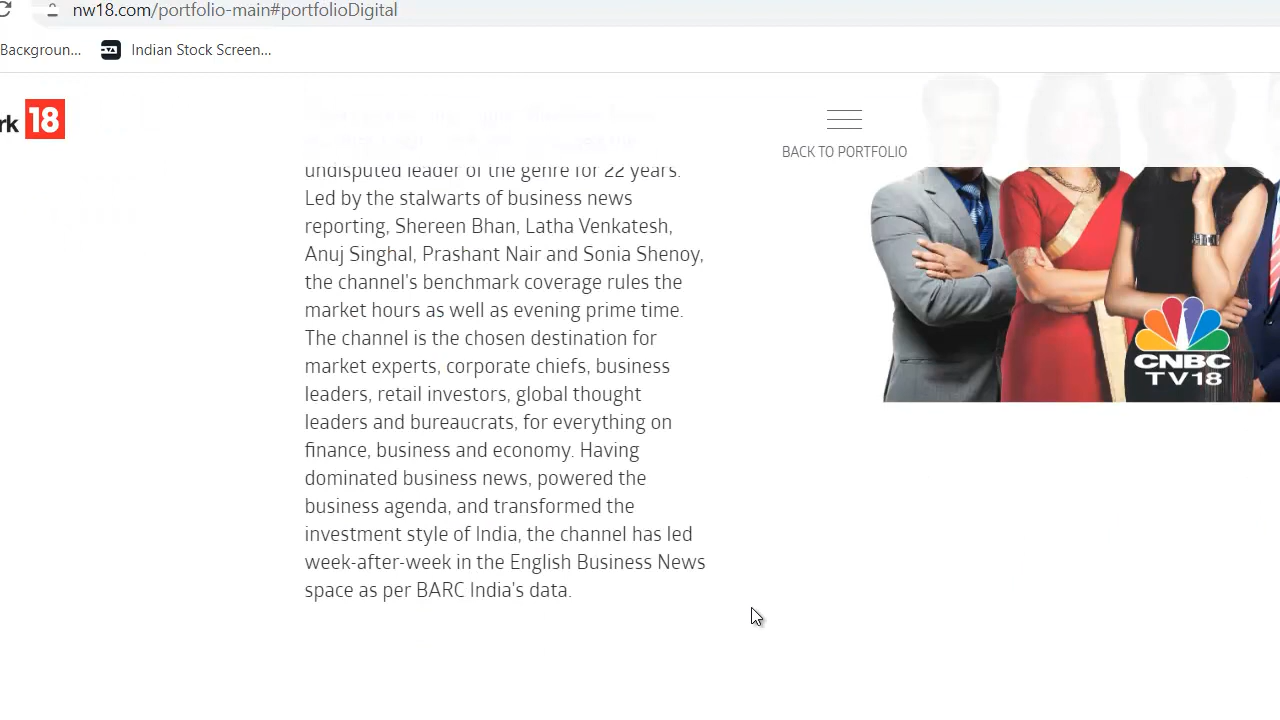 nw18.com/portfolio-main#portfolioDigital
Backgroun...
Indian Stock Screen...
rk 18
BACK TO PORTFOLIO
undisputed leader of the genre for 22 years.
Led by the stalwarts of business news
reporting, Shereen Bhan, Latha Venkatesh,
Anuj Singhal, Prashant Nair and Sonia Shenoy,
the channel's benchmark coverage rules the
market hours as well as evening prime time.
The channel is the chosen destination for
market experts, corporate chiefs, business
leaders, retail investors, global thought
leaders and bureaucrats, for everything on
finance, business and economy. Having
dominated business news, powered the
business agenda, and transformed the
investment style of India, the channel has led
week-after-week in the English Business News
space as per BARC India's data.
CNBC
TV18